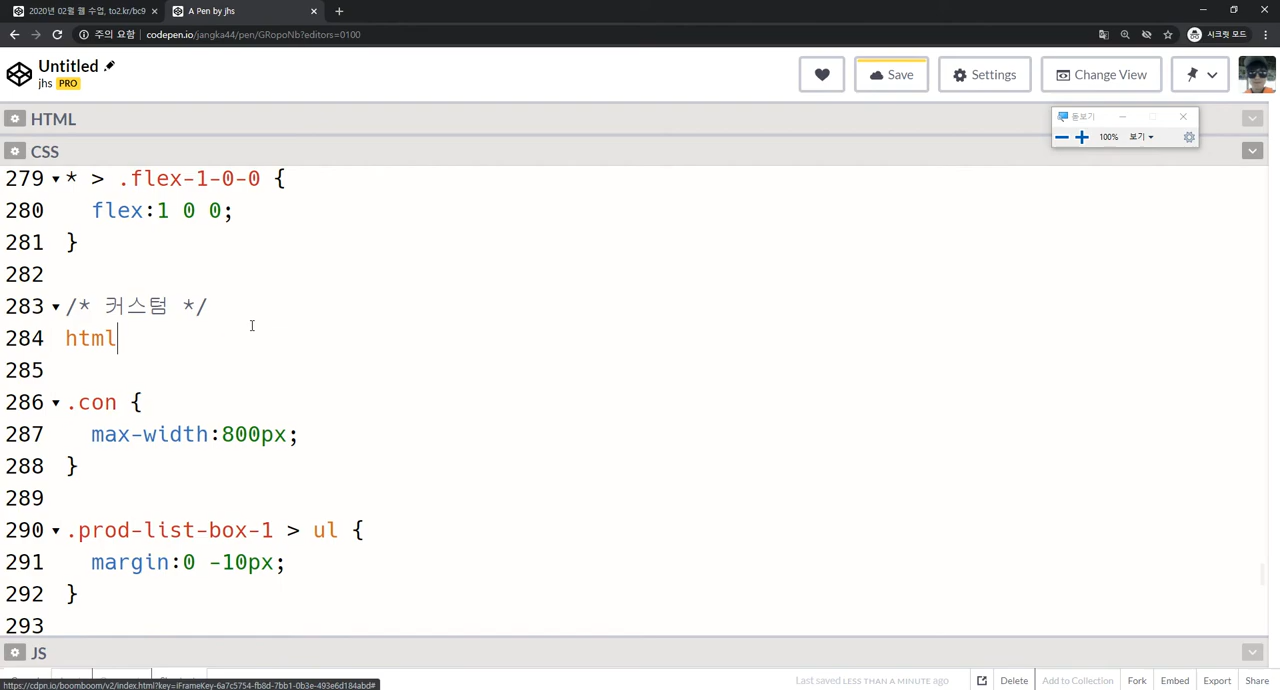 2020년 02월 웹 수업, to2.kr/bc9
A Pen by jhs
주의 요함
codepen.io/jangka44/pen/GRopoNb?editors=0100
시크릿 모드
Untitled
jhs PRO
Save
Settings
Change View
HTML
돋보기
100%
보기
CSS
279 * > .flex-1-0-0 {
280 flex:1 0 0;
281 }
282
283 /* 커스텀 */
284 html
285
286 .con {
287 max-width:800px;
288 }
289
290 .prod-list-box-1 > ul {
291 margin:0 -10px;
292 }
293
JS
https://cdpn.io/boomboom/v2/index.html?key=iFrameKey-6a7c5754-fb8d-7bb1-0b3e-493e6d184abd#
Last saved LESS THAN A MINUTE ago
Delete
Add to Collection
Fork
Embed
Export
Share